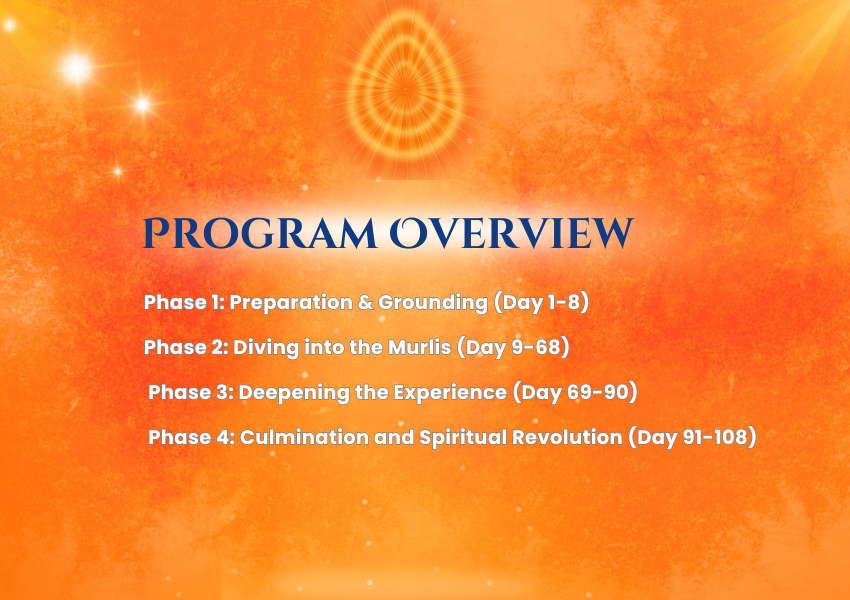 Program Overview
Phase 1: Preparation & Grounding (Day 1-8)
Phase 2: Diving into the Murlis (Day 9-68)
Phase 3: Deepening the Experience (Day 69-90)
Phase 4: Culmination and Spiritual Revolution (Day 91-108)